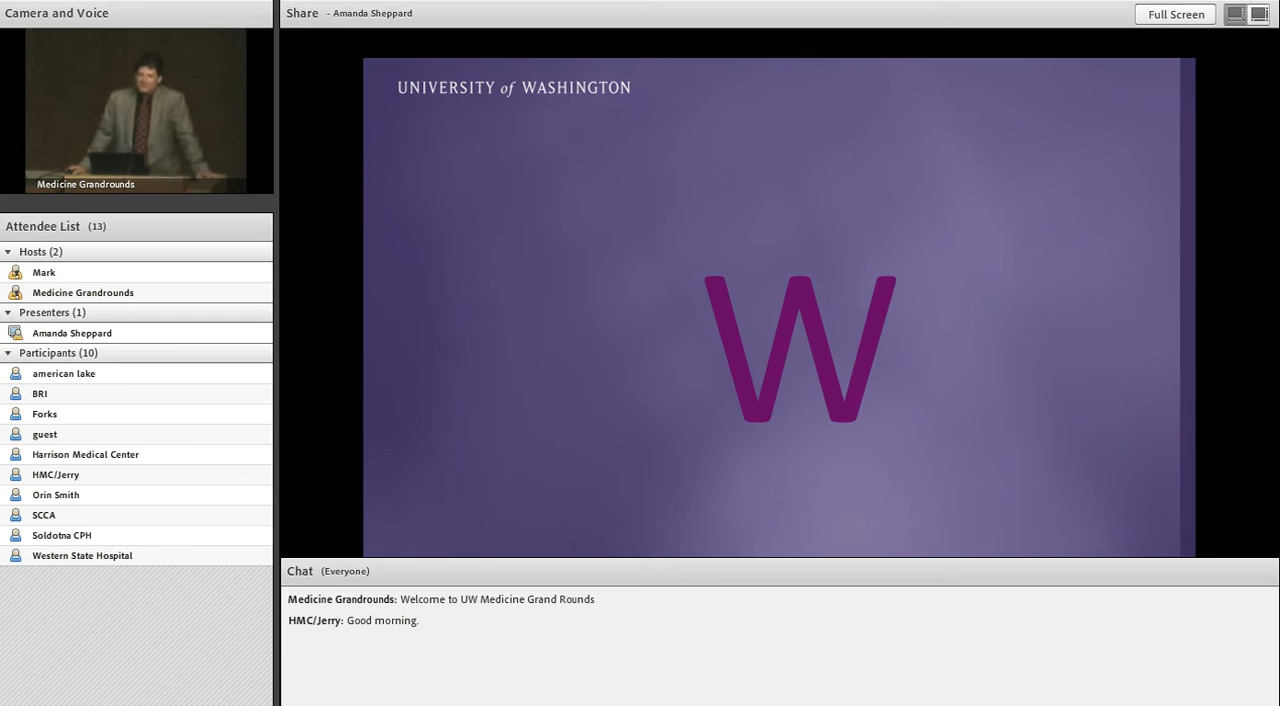 Camera and Voice
Medicine Grandrounds
Attendee List (13)
Hosts (2)
Mark
Medicine Grandrounds
Presenters (1)
Amanda Sheppard
Participants (10)
american lake
BRI
Forks
guest
Harrison Medical Center
HMC/Jerry
Orin Smith
SCCA
Soldotna CPH
Western State Hospital
Share - Amanda Sheppard
Full Screen
UNIVERSITY of WASHINGTON
W
Chat (Everyone)
Medicine Grandrounds: Welcome to UW Medicine Grand Rounds
HMC/Jerry: Good morning.